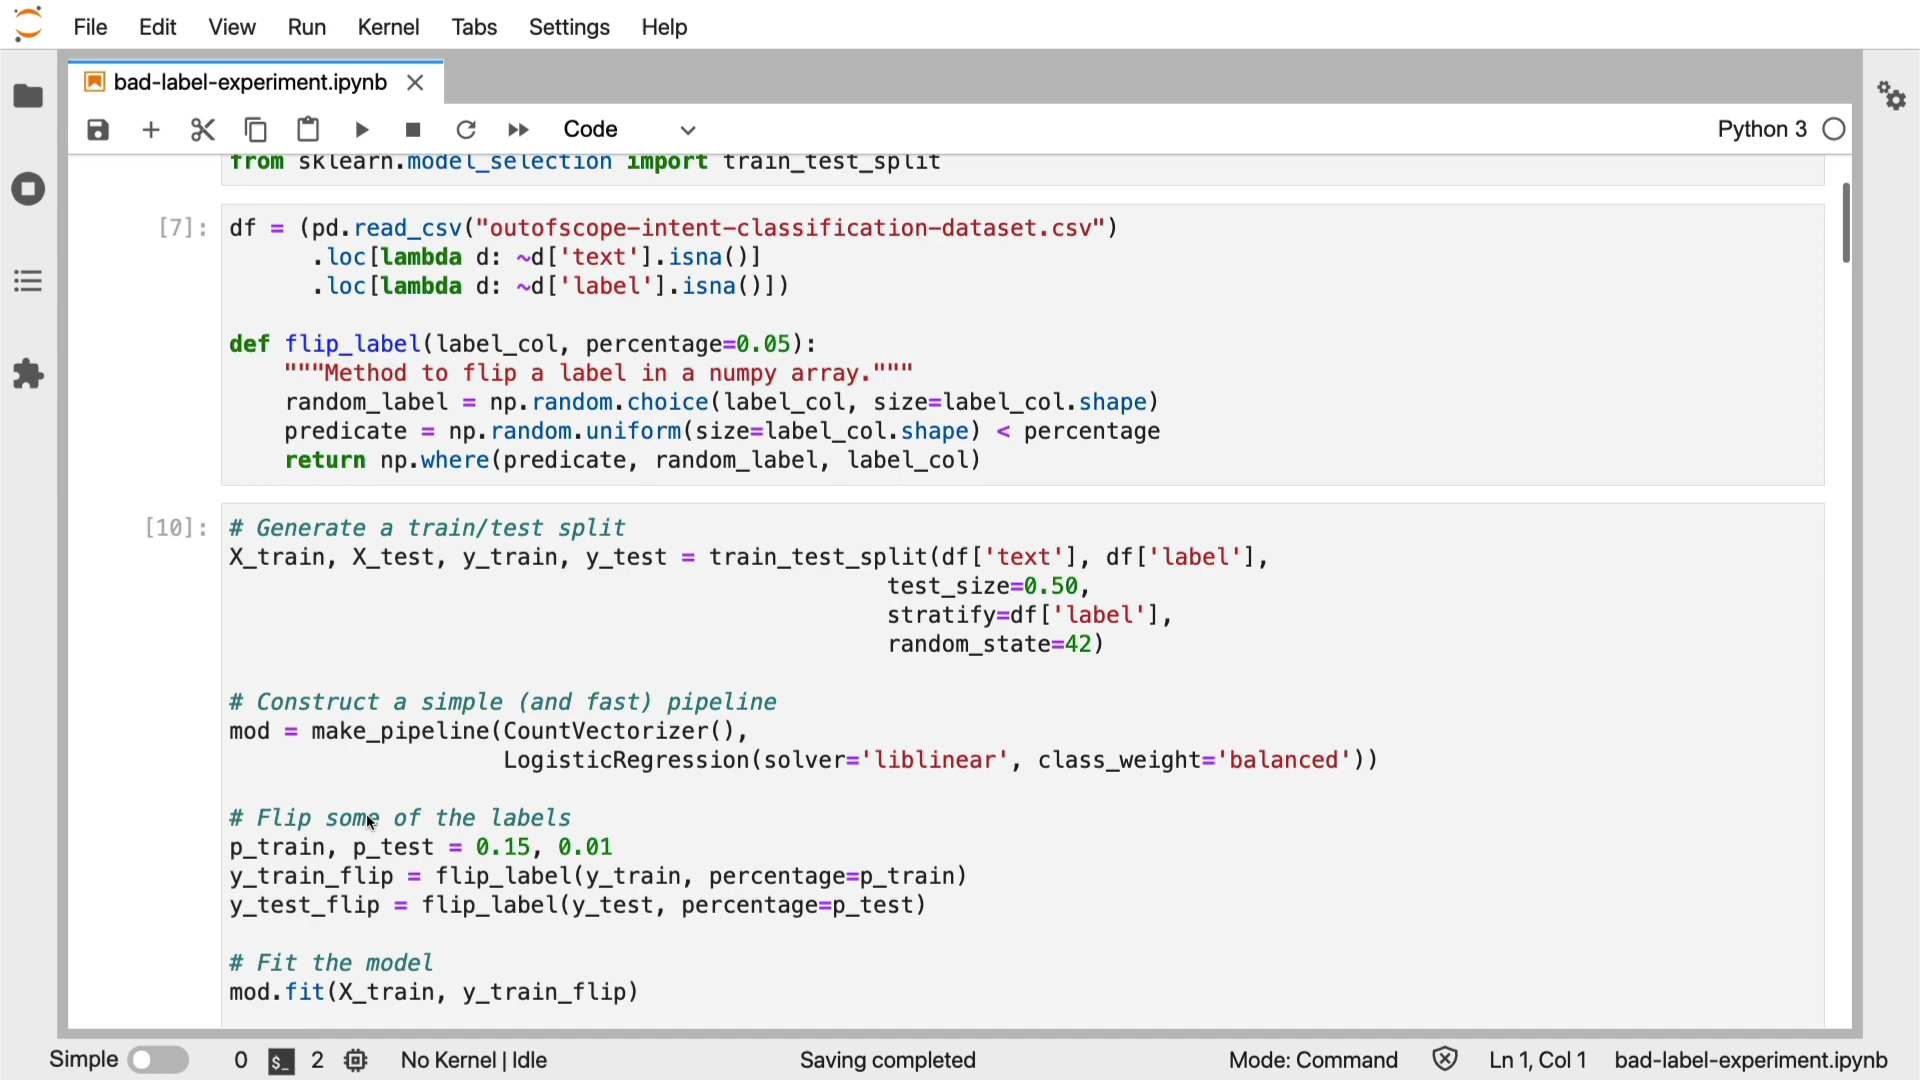 File Edit View Run Kernel Tabs Settings Help
bad-label-experiment.ipynb
Code Python 3
from sklearn.model_selection import train_test_split
[7]: df = (pd.read_csv("outofscope-intent-classification-dataset.csv")
.loc[lambda d: ~d['text'].isna()]
.loc[lambda d: ~d['label'].isna()])
def flip_label(label_col, percentage=0.05):
"""Method to flip a label in a numpy array."""
random_label = np.random.choice(label_col, size=label_col.shape)
predicate = np.random.uniform(size=label_col.shape) < percentage
return np.where(predicate, random_label, label_col)
[10]: # Generate a train/test split
X_train, X_test, y_train, y_test = train_test_split(df['text'], df['label'],
test_size=0.50,
stratify=df['label'],
random_state=42)
# Construct a simple (and fast) pipeline
mod = make_pipeline(CountVectorizer(),
LogisticRegression(solver='liblinear', class_weight='balanced'))
# Flip some of the labels
p_train, p_test = 0.15, 0.01
y_train_flip = flip_label(y_train, percentage=p_train)
y_test_flip = flip_label(y_test, percentage=p_test)
# Fit the model
mod.fit(X_train, y_train_flip)
Simple 0 $_ 2 No Kernel | Idle Saving completed Mode: Command Ln 1, Col 1 bad-label-experiment.ipynb